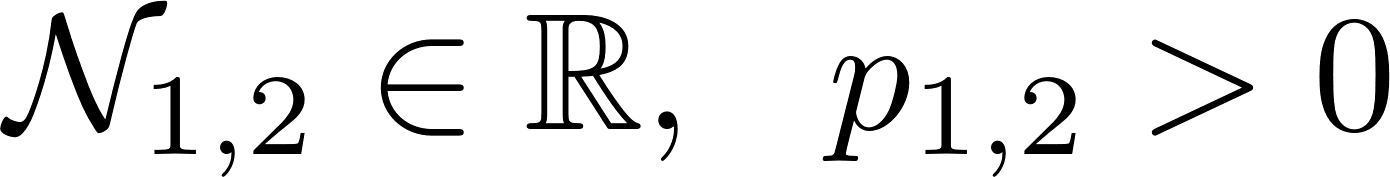 𝒩₁,₂ ∈ ℝ, p₁,₂ > 0